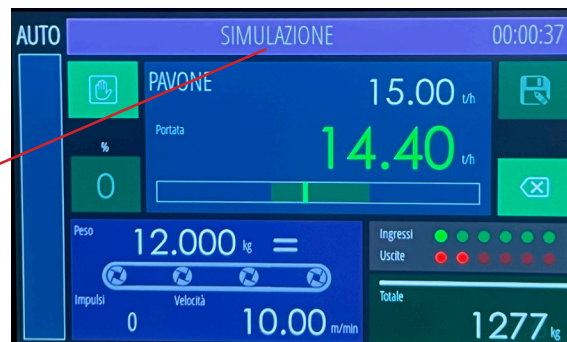 AUTO SIMULAZIONE 00:00:37
PAVONE 15.00 t/h
Portata 14.40 t/h
%
0
Peso 12.000 kg =
Ingressi
Uscite
Impulsi 0
Velocità 10.00 m/min
Totale
1277 kg